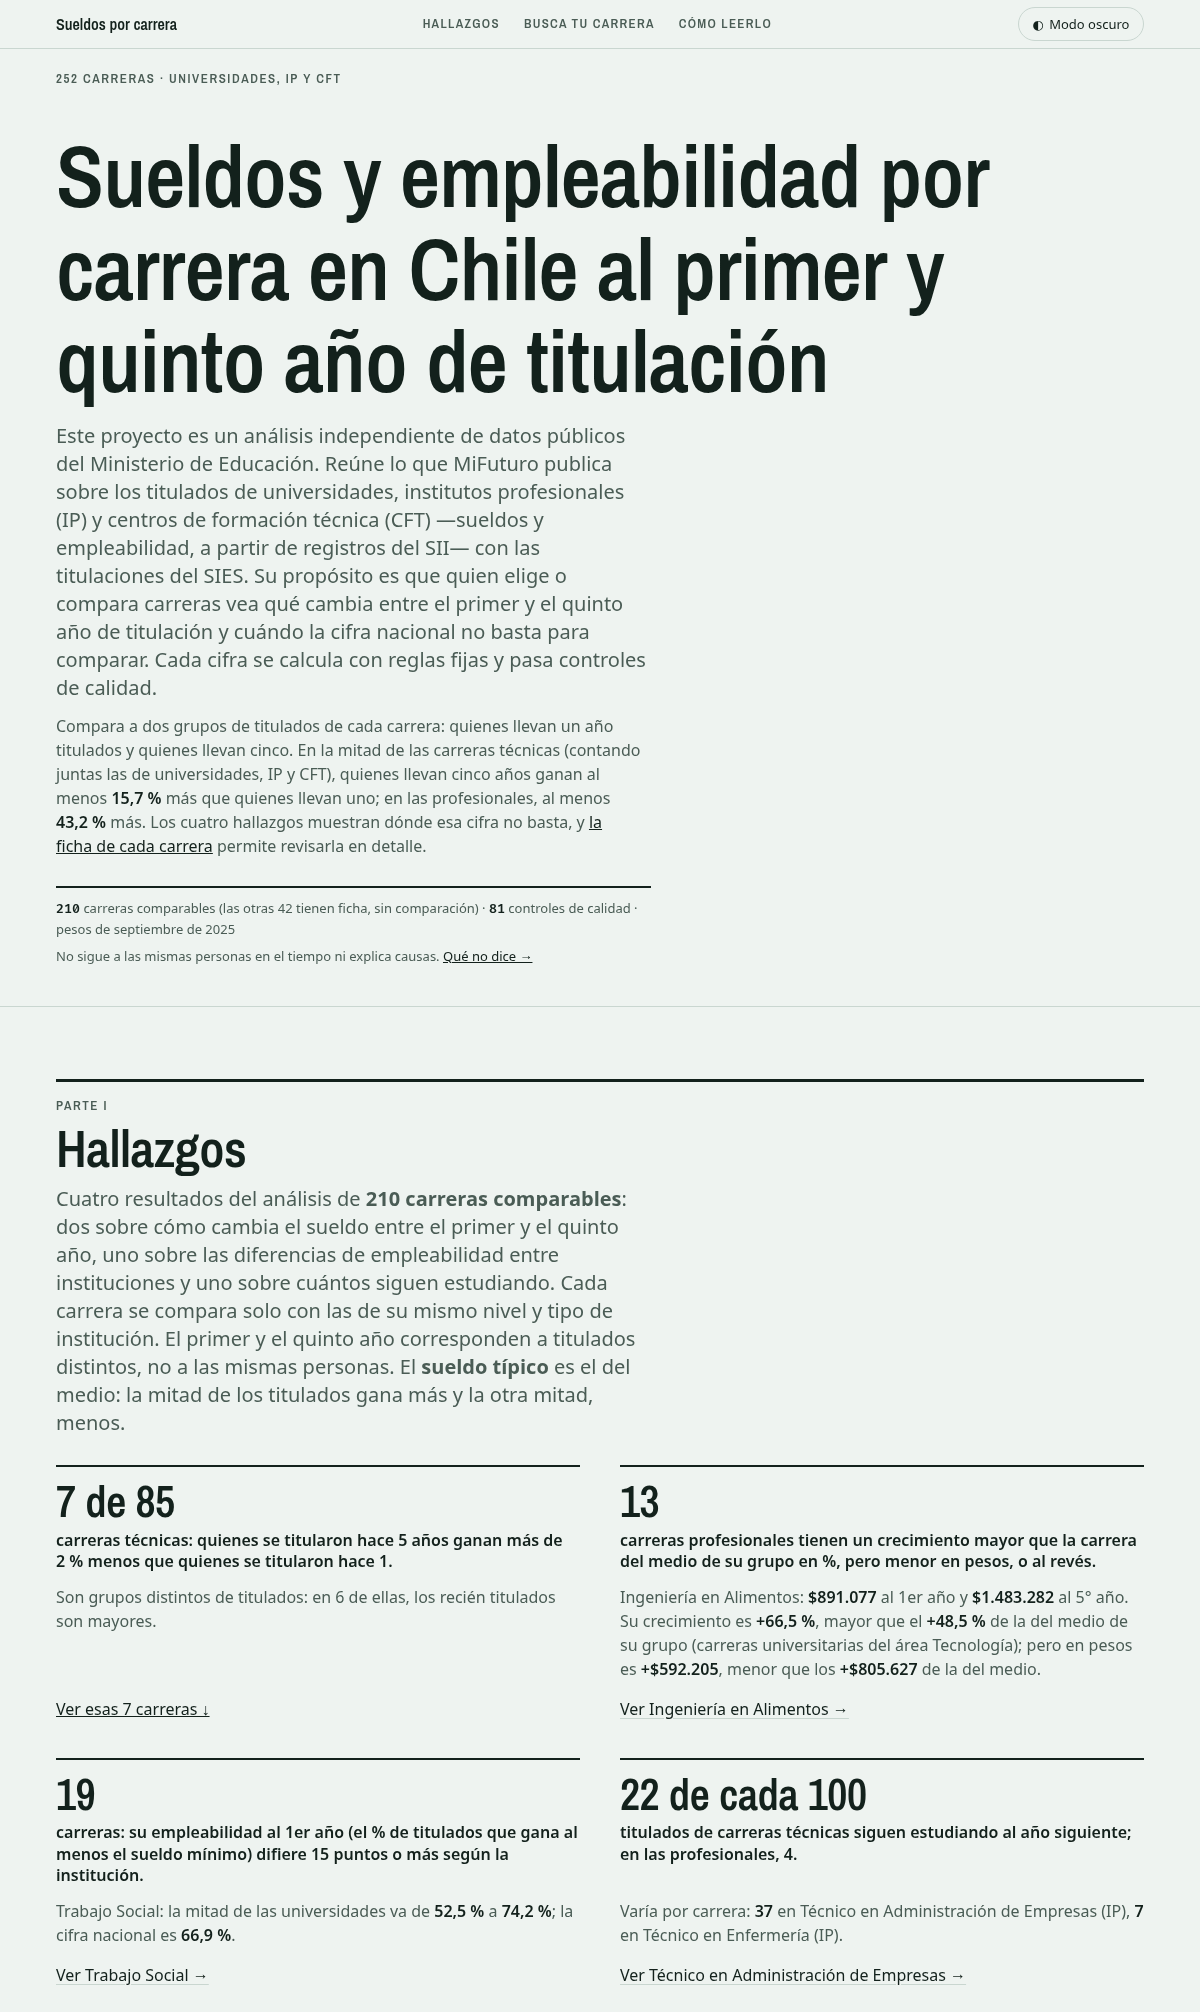 Sueldos por carrera
HALLAZGOS
BUSCA TU CARRERA
CÓMO LEERLO
◐ Modo oscuro
252 CARRERAS · UNIVERSIDADES, IP Y CFT
Sueldos y empleabilidad por
carrera en Chile al primer y
quinto año de titulación
Este proyecto es un análisis independiente de datos públicos
del Ministerio de Educación. Reúne lo que MiFuturo publica
sobre los titulados de universidades, institutos profesionales
(IP) y centros de formación técnica (CFT) —sueldos y
empleabilidad, a partir de registros del SII— con las
titulaciones del SIES. Su propósito es que quien elige o
compara carreras vea qué cambia entre el primer y el quinto
año de titulación y cuándo la cifra nacional no basta para
comparar. Cada cifra se calcula con reglas fijas y pasa controles
de calidad.
Compara a dos grupos de titulados de cada carrera: quienes llevan un año
titulados y quienes llevan cinco. En la mitad de las carreras técnicas (contando
juntas las de universidades, IP y CFT), quienes llevan cinco años ganan al
menos 15,7 % más que quienes llevan uno; en las profesionales, al menos
43,2 % más. Los cuatro hallazgos muestran dónde esa cifra no basta, y la
ficha de cada carrera permite revisarla en detalle.
210 carreras comparables (las otras 42 tienen ficha, sin comparación) · 81 controles de calidad ·
pesos de septiembre de 2025
No sigue a las mismas personas en el tiempo ni explica causas. Qué no dice →
PARTE I
Hallazgos
Cuatro resultados del análisis de 210 carreras comparables:
dos sobre cómo cambia el sueldo entre el primer y el quinto
año, uno sobre las diferencias de empleabilidad entre
instituciones y uno sobre cuántos siguen estudiando. Cada
carrera se compara solo con las de su mismo nivel y tipo de
institución. El primer y el quinto año corresponden a titulados
distintos, no a las mismas personas. El sueldo típico es el del
medio: la mitad de los titulados gana más y la otra mitad,
menos.
7 de 85
carreras técnicas: quienes se titularon hace 5 años ganan más de
2 % menos que quienes se titularon hace 1.
Son grupos distintos de titulados: en 6 de ellas, los recién titulados
son mayores.
Ver esas 7 carreras ↓
13
carreras profesionales tienen un crecimiento mayor que la carrera
del medio de su grupo en %, pero menor en pesos, o al revés.
Ingeniería en Alimentos: $891.077 al 1er año y $1.483.282 al 5° año.
Su crecimiento es +66,5 %, mayor que el +48,5 % de la del medio de
su grupo (carreras universitarias del área Tecnología); pero en pesos
es +$592.205, menor que los +$805.627 de la del medio.
Ver Ingeniería en Alimentos →
19
carreras: su empleabilidad al 1er año (el % de titulados que gana al
menos el sueldo mínimo) difiere 15 puntos o más según la
institución.
Trabajo Social: la mitad de las universidades va de 52,5 % a 74,2 %; la
cifra nacional es 66,9 %.
Ver Trabajo Social →
22 de cada 100
titulados de carreras técnicas siguen estudiando al año siguiente;
en las profesionales, 4.
Varía por carrera: 37 en Técnico en Administración de Empresas (IP), 7
en Técnico en Enfermería (IP).
Ver Técnico en Administración de Empresas →